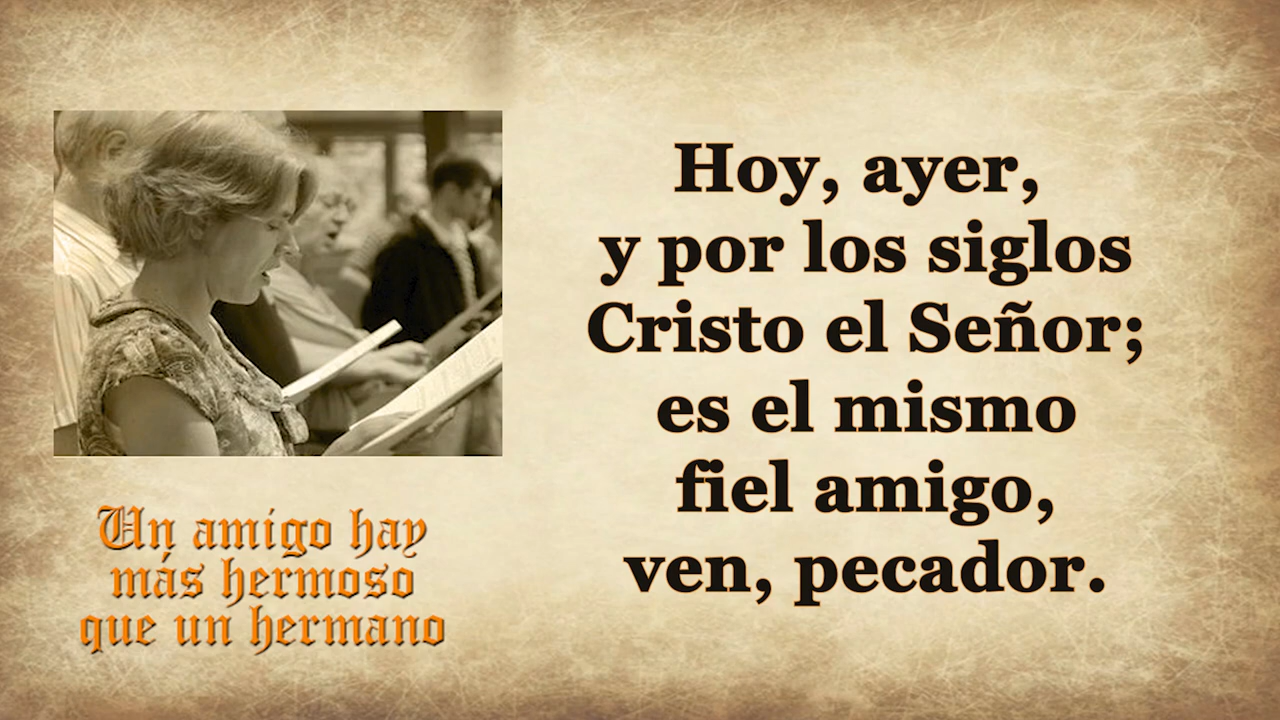 Hoy, ayer,
y por los siglos
Cristo el Señor;
es el mismo
fiel amigo,
ven, pecador.
Un amigo hay
más hermoso
que un hermano